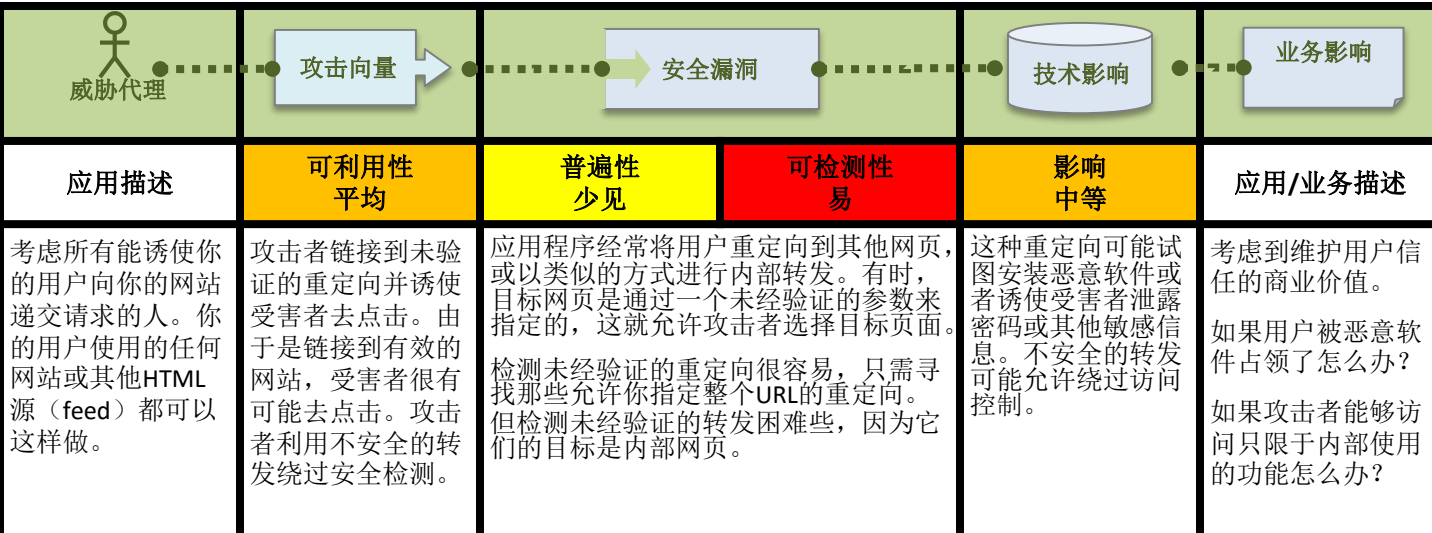 威胁代理
攻击向量
安全漏洞
技术影响
业务影响
应用描述
可利用性
平均
普遍性
少见
可检测性
易
影响
中等
应用/业务描述
考虑所有能诱使你
的用户向你的网站
递交请求的人。你
的用户使用的任何
网站或其他HTML
源（feed）都可以
这样做。
攻击者链接到未验
证的重定向并诱使
受害者去点击。由
于是链接到有效的
网站，受害者很有
可能去点击。攻击
者利用不安全的转
发绕过安全检测。
应用程序经常将用户重定向到其他网页，
或以类似的方式进行内部转发。有时，
目标网页是通过一个未经验证的参数来
指定的，这就允许攻击者选择目标页面。
检测未经验证的重定向很容易，只需寻
找那些允许你指定整个URL的重定向。
但检测未经验证的转发困难些，因为它
们的目标是内部网页。
这种重定向可能试
图安装恶意软件或
者诱使受害者泄露
密码或其他敏感信
息。不安全的转发
可能允许绕过访问
控制。
考虑到维护用户信
任的商业价值。
如果用户被恶意软
件占领了怎么办？
如果攻击者能够访
问只限于内部使用
的功能怎么办？